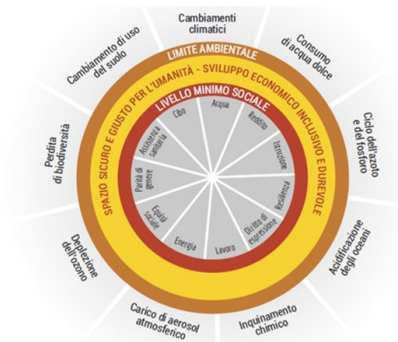 Cambiamenti
climatici
Consumo
di acqua dolce
Ciclo dell'azoto
e del fosforo
Acidificazione
degli oceani
Inquinamento
chimico
Carico di aerosol
atmosferico
Deplezione
dell'ozono
Perdita
di biodiversità
Cambiamento di uso
del suolo
LIMITE AMBIENTALE
SPAZIO SICURO E GIUSTO PER L'UMANITÀ - SVILUPPO ECONOMICO INCLUSIVO E DUREVOLE
LIVELLO MINIMO SOCIALE
Acqua
Reddito
Istruzione
Resilienza
Diritto di
espressione
Lavoro
Energia
Equità
sociale
Parità di
genere
Assistenza
sanitaria
Cibo